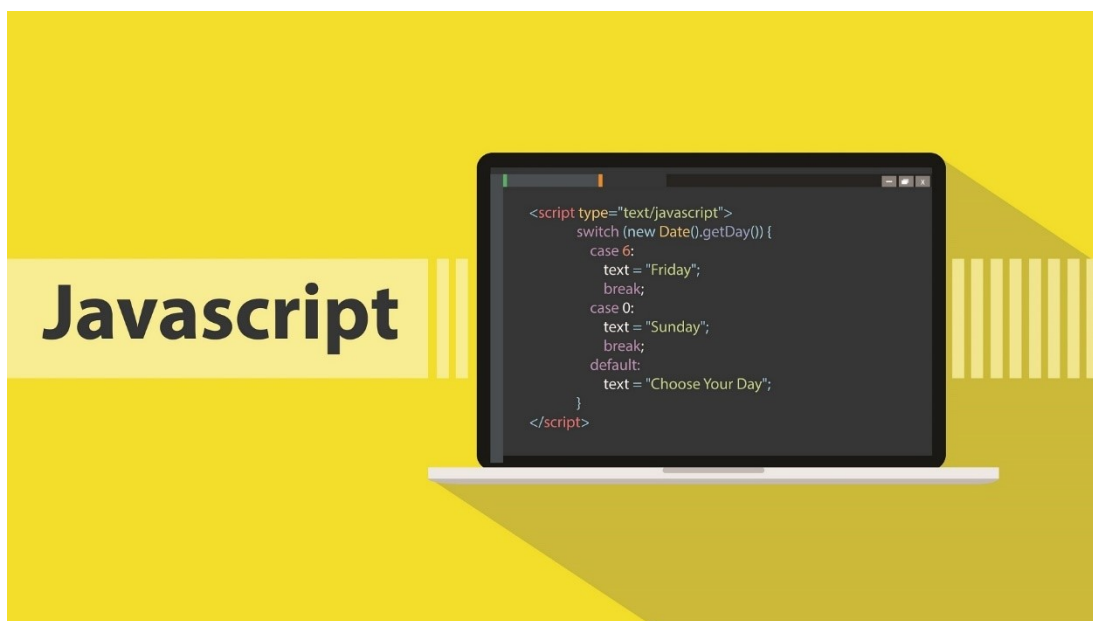 Javascript
<script type="text/javascript">
switch (new Date().getDay()) {
case 6:
text = "Friday";
break;
case 0:
text = "Sunday";
break;
default:
text = "Choose Your Day";
}
</script>